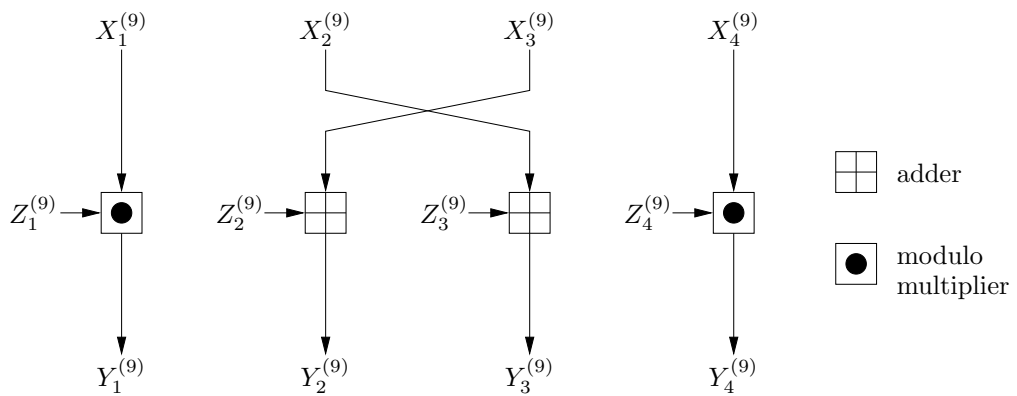 X_1^{(9)} X_2^{(9)} X_3^{(9)} X_4^{(9)}
adder
Z_1^{(9)} Z_2^{(9)} Z_3^{(9)} Z_4^{(9)}
modulo
multiplier
Y_1^{(9)} Y_2^{(9)} Y_3^{(9)} Y_4^{(9)}